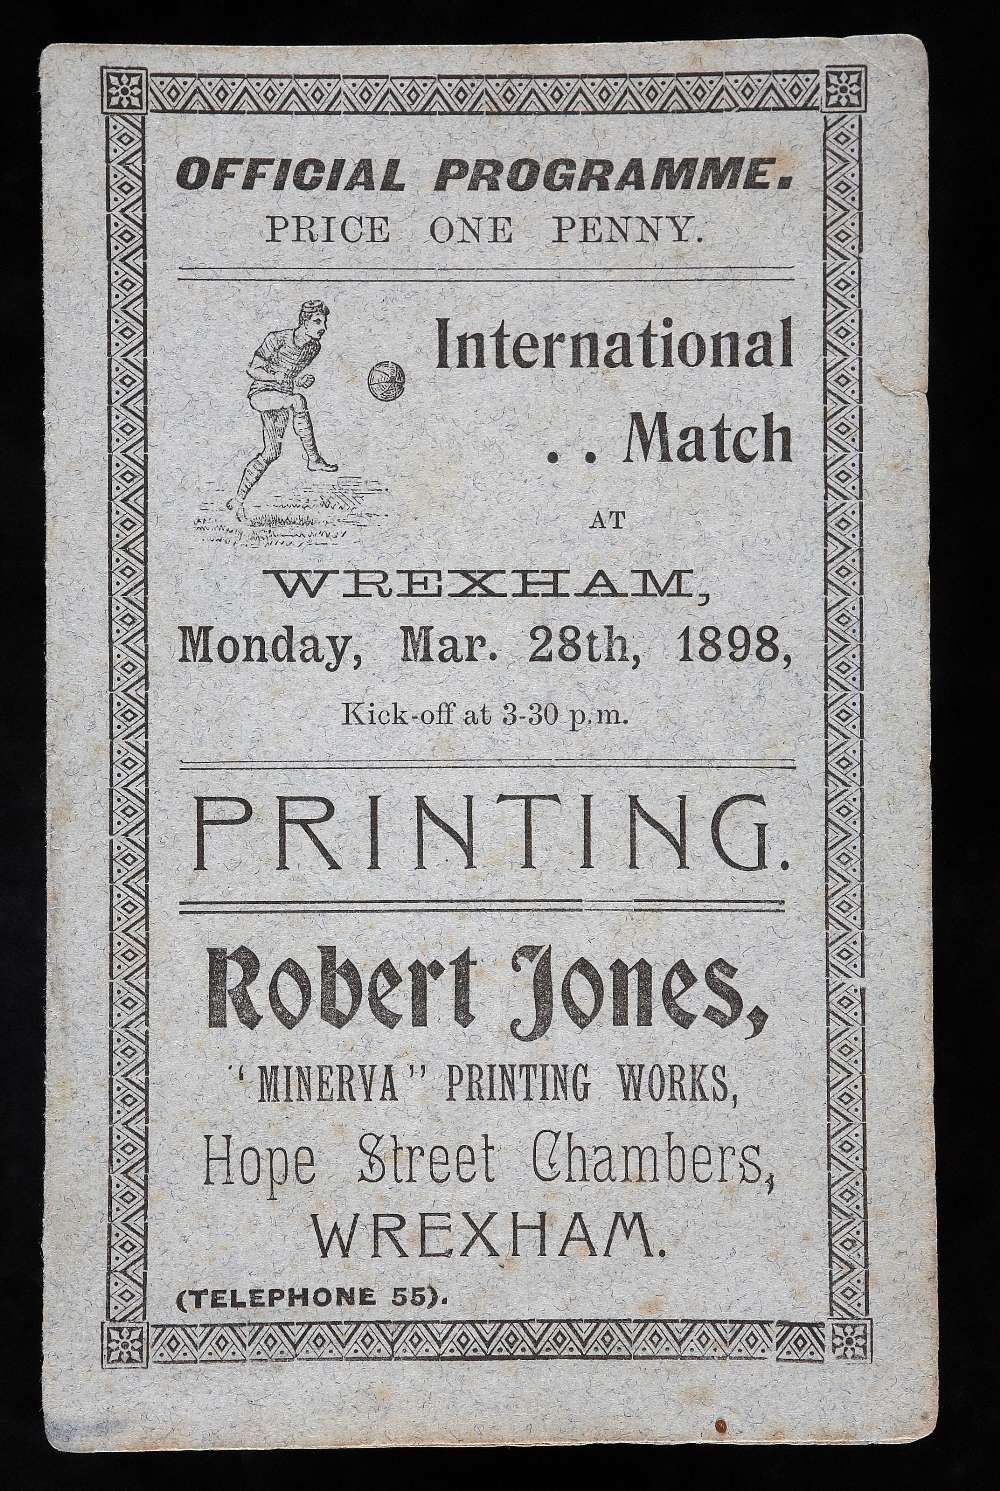 OFFICIAL PROGRAMME.
PRICE ONE PENNY.
International
. . Match
AT
WREXHAM,
Monday, Mar. 28th, 1898,
Kick-off at 3-30 p.m.
PRINTING.
Robert Jones,
"MINERVA" PRINTING WORKS,
Hope Street Chambers,
WREXHAM.
(TELEPHONE 55).